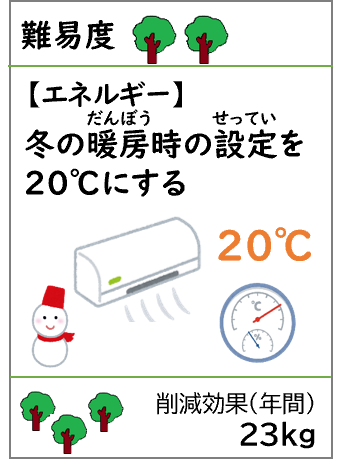 難易度
【エネルギー】
だんぼう せってい
冬の暖房時の設定を
20℃にする
20℃
℃
%
削減効果(年間)
23kg